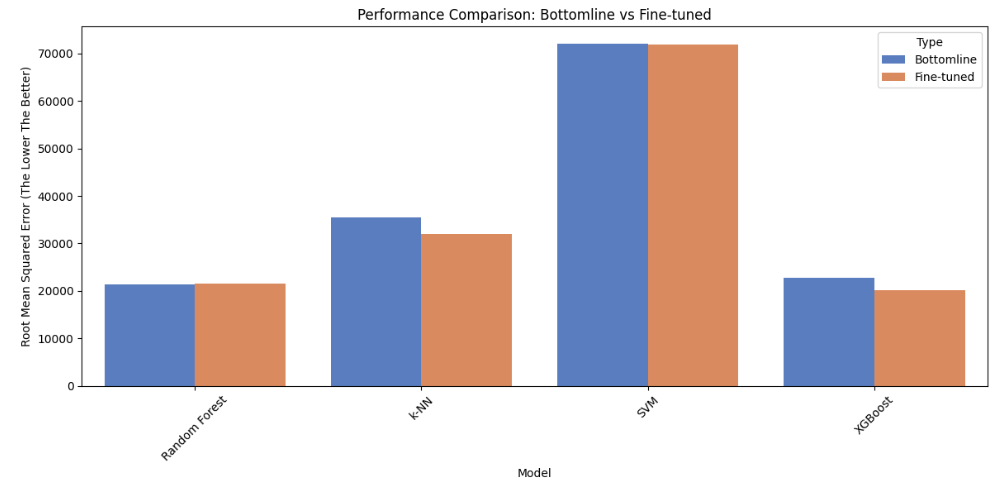 Performance Comparison: Bottomline vs Fine-tuned
Type
Bottomline
Fine-tuned
Root Mean Squared Error (The Lower The Better)
70000
60000
50000
40000
30000
20000
10000
0
Random Forest
k-NN
SVM
XGBoost
Model